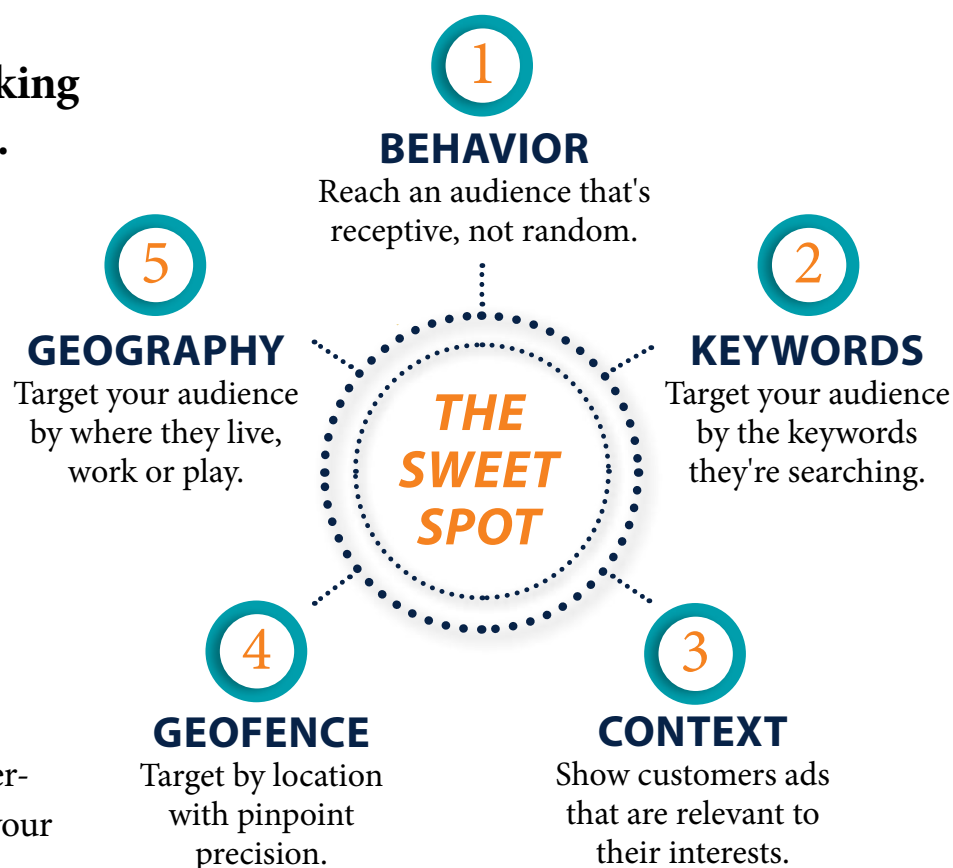 king
.
1
BEHAVIOR
Reach an audience that's
receptive, not random.
2
KEYWORDS
Target your audience
by the keywords
they're searching.
3
CONTEXT
Show customers ads
that are relevant to
their interests.
4
GEOFENCE
Target by location
with pinpoint
precision.
5
GEOGRAPHY
Target your audience
by where they live,
work or play.
THE
SWEET
SPOT
er-
your